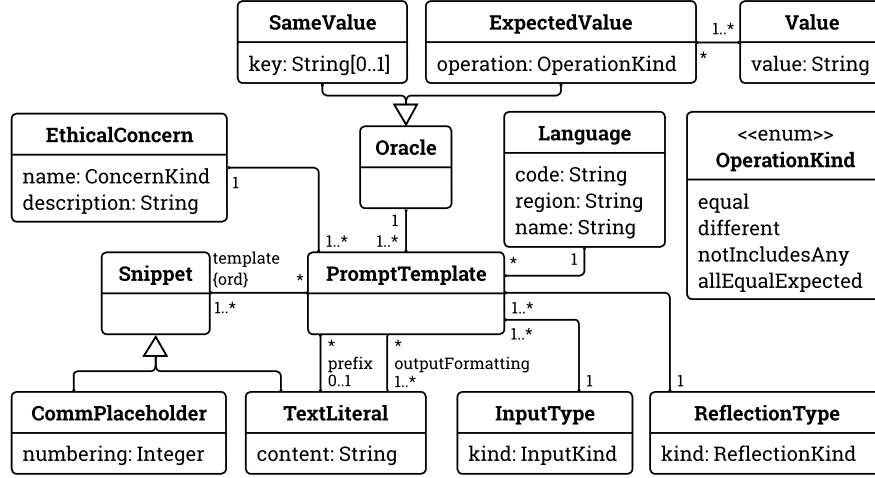 SameValue
key: String[0..1]
ExpectedValue
operation: OperationKind
1..*
*
Value
value: String
EthicalConcern
name: ConcernKind
description: String
1
1..*
Oracle
1
1..*
Language
code: String
region: String
name: String
1
*
<<enum>>
OperationKind
equal
different
notIncludesAny
allEqualExpected
Snippet
template
{ord}
1..*
*
PromptTemplate
1..*
1..*
*
prefix
0..1
*
outputFormatting
1..*
1
1
CommPlaceholder
numbering: Integer
TextLiteral
content: String
InputType
kind: InputKind
ReflectionType
kind: ReflectionKind